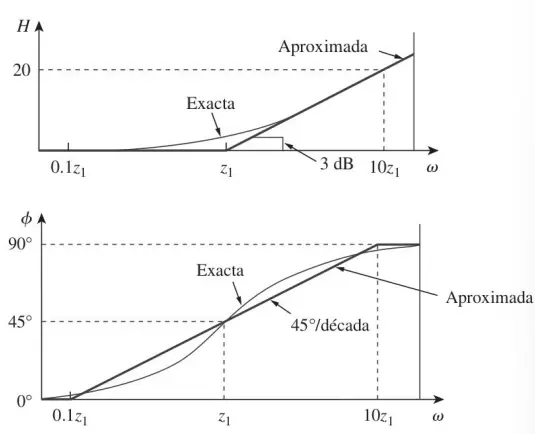 H
Aproximada
20
Exacta
0.1z₁
z₁
3 dB
10z₁
ω
ϕ
90°
Exacta
Aproximada
45°
45°/década
0°
0.1z₁
z₁
10z₁
ω